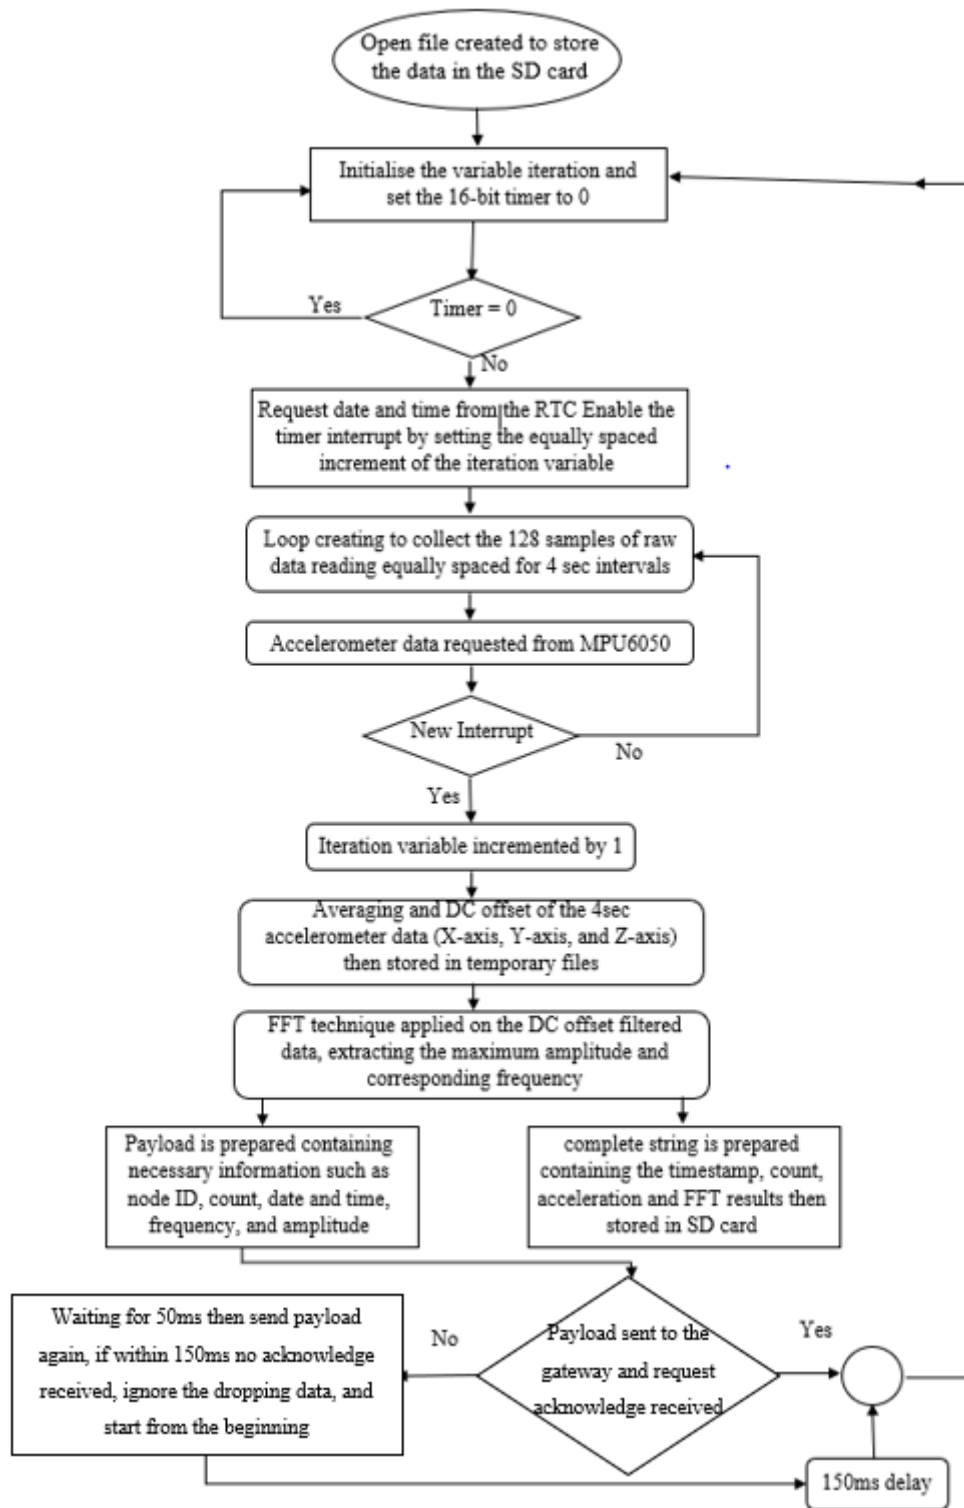 Open file created to store
the data in the SD card
Initialise the variable iteration and
set the 16-bit timer to 0
Timer = 0
Yes
No
Request date and time from the RTC Enable the
timer interrupt by setting the equally spaced
increment of the iteration variable
Loop creating to collect the 128 samples of raw
data reading equally spaced for 4 sec intervals
Accelerometer data requested from MPU6050
New Interrupt
No
Yes
Iteration variable incremented by 1
Averaging and DC offset of the 4sec
accelerometer data (X-axis, Y-axis, and Z-axis)
then stored in temporary files
FFT technique applied on the DC offset filtered
data, extracting the maximum amplitude and
corresponding frequency
Payload is prepared containing
necessary information such as
node ID, count, date and time,
frequency, and amplitude
complete string is prepared
containing the timestamp, count,
acceleration and FFT results then
stored in SD card
Waiting for 50ms then send payload
again, if within 150ms no acknowledge
received, ignore the dropping data, and
start from the beginning
No
Payload sent to the
gateway and request
acknowledge received
Yes
150ms delay